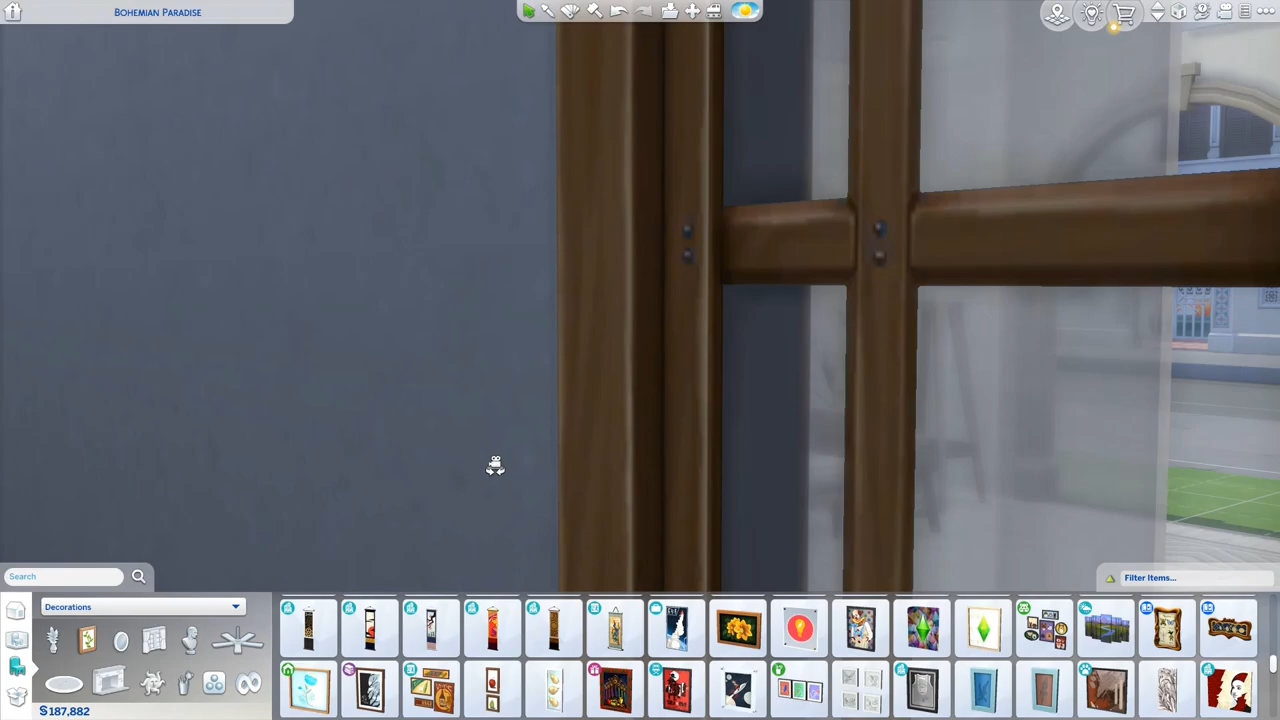 Bohemian Paradise
Search
Filter Items...
Decorations
§187,882